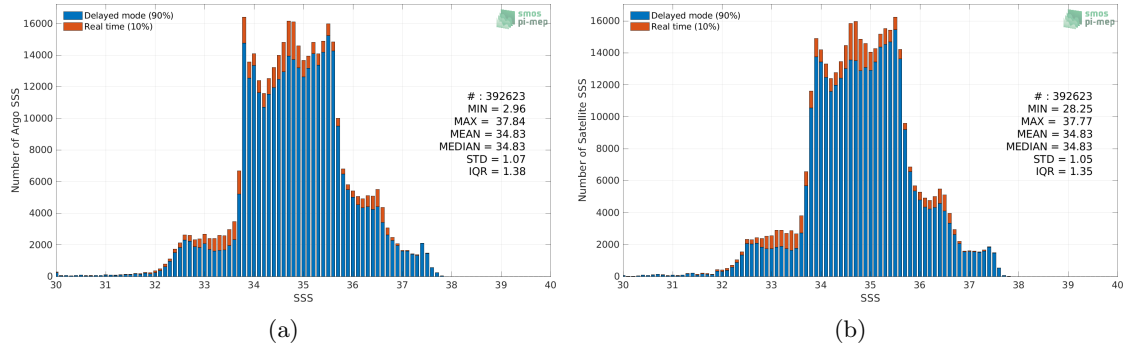 Delayed mode (90%)
Real time (10%)
smos
pi-mep
16000
14000
12000
10000
8000
6000
4000
2000
0
Number of Argo SSS
# : 392623
MIN = 2.96
MAX = 37.84
MEAN = 34.83
MEDIAN = 34.83
STD = 1.07
IQR = 1.38
30 31 32 33 34 35 36 37 38 39 40
SSS
(a)
Delayed mode (90%)
Real time (10%)
smos
pi-mep
16000
14000
12000
10000
8000
6000
4000
2000
0
Number of Satellite SSS
# : 392623
MIN = 28.25
MAX = 37.77
MEAN = 34.83
MEDIAN = 34.83
STD = 1.05
IQR = 1.35
30 31 32 33 34 35 36 37 38 39 40
SSS
(b)